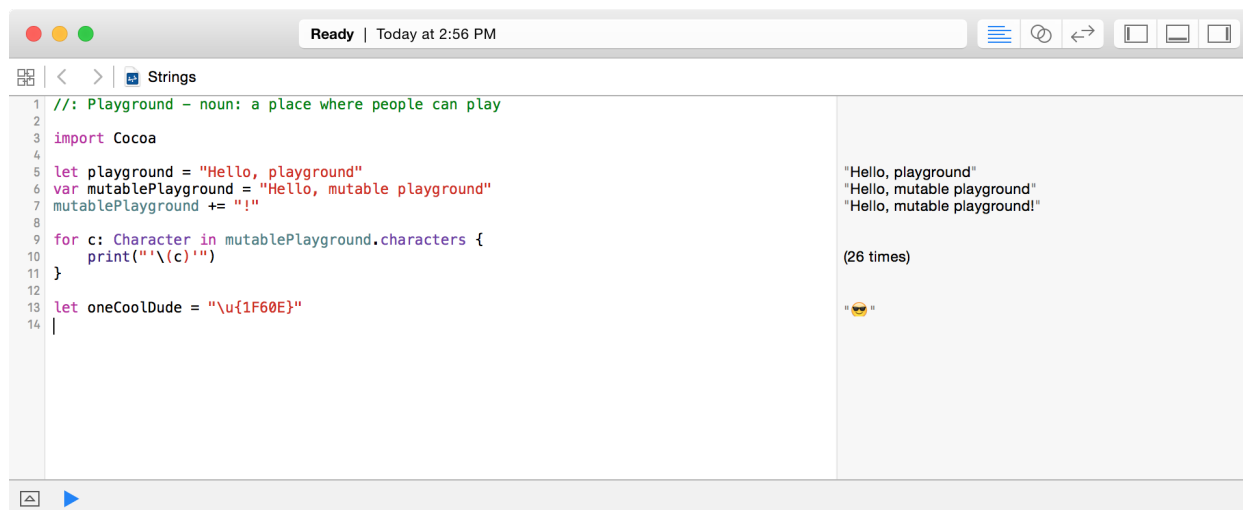 Ready | Today at 2:56 PM
Strings
1 //: Playground – noun: a place where people can play
2
3 import Cocoa
4
5 let playground = "Hello, playground" "Hello, playground"
6 var mutablePlayground = "Hello, mutable playground" "Hello, mutable playground"
7 mutablePlayground += "!" "Hello, mutable playground!"
8
9 for c: Character in mutablePlayground.characters {
10     print("'\(c)'") (26 times)
11 }
12
13 let oneCoolDude = "\u{1F60E}" "😎"
14